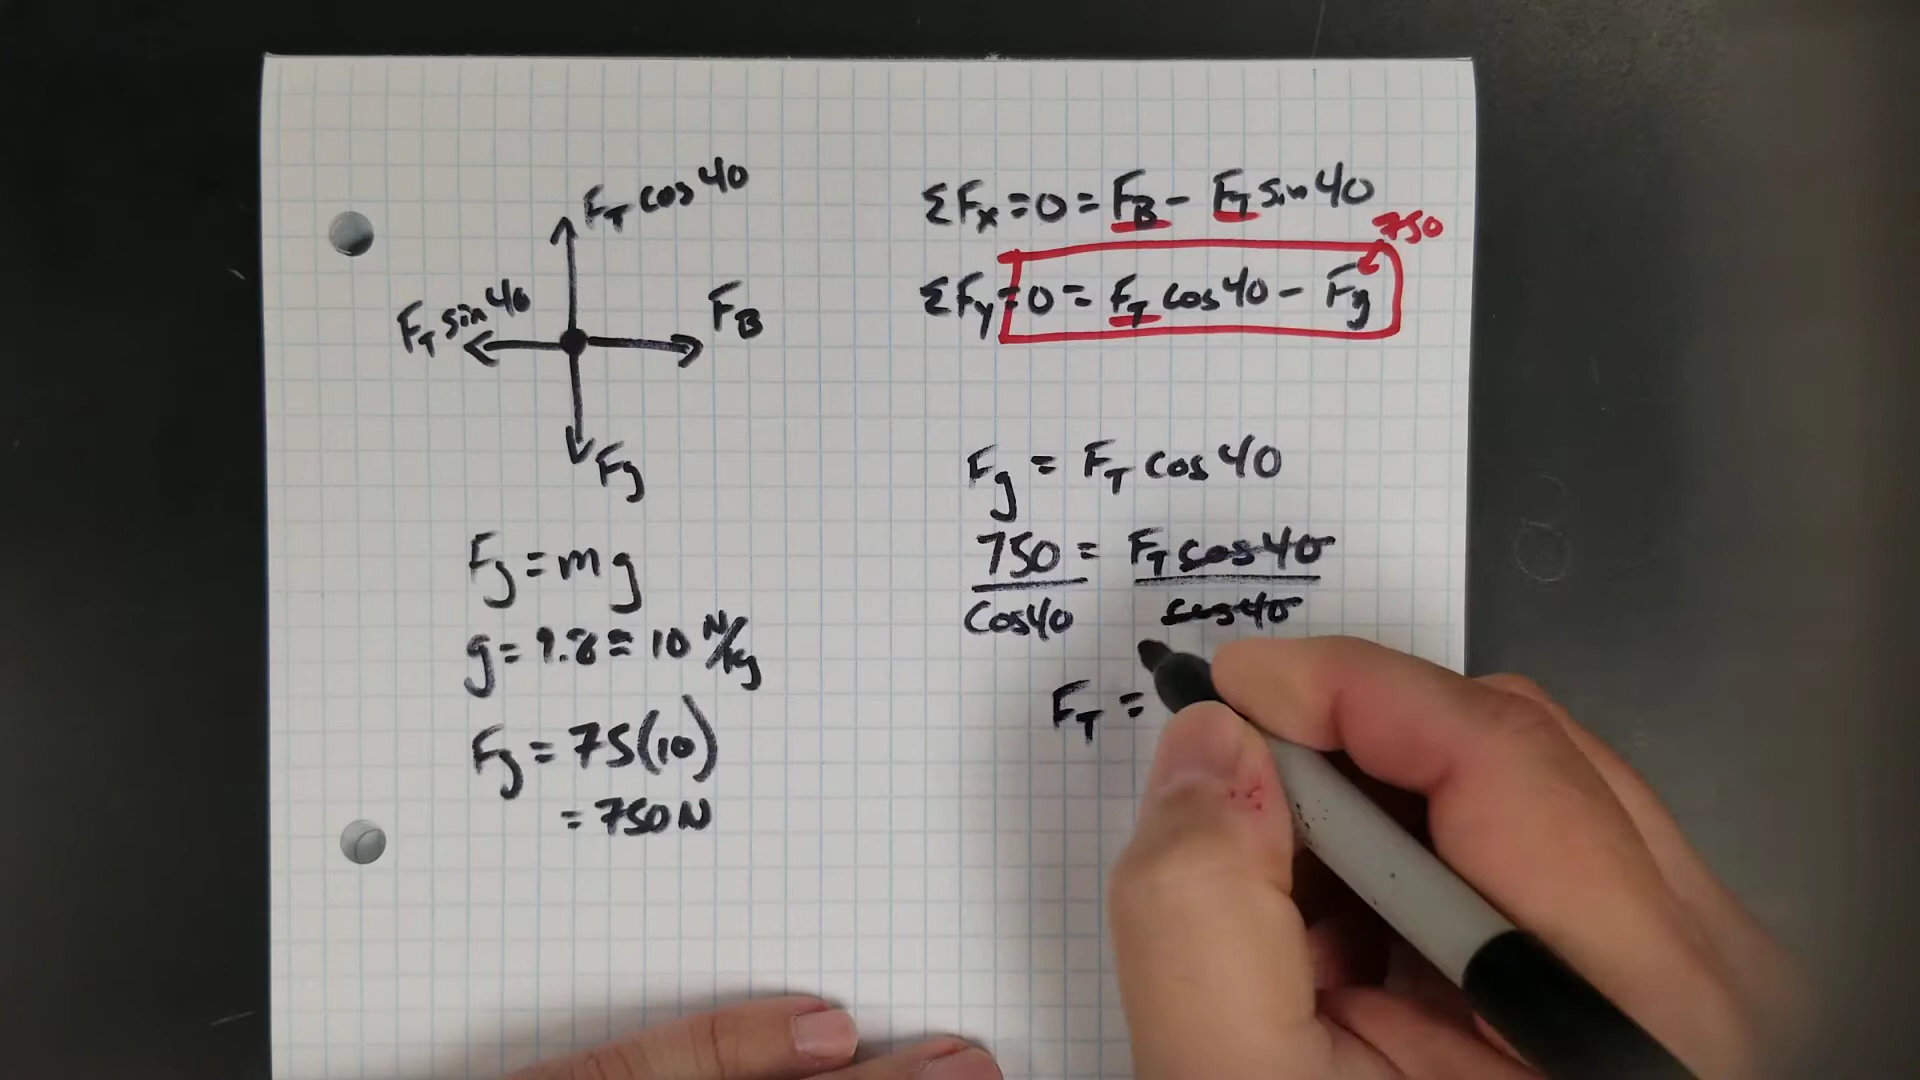 F_T cos 40
F_T sin 40
F_B
F_g
F_g = mg
g = 9.8 ≈ 10 N/kg
F_g = 75(10)
= 750 N
ΣF_x = 0 = F_B - F_T sin 40
750
ΣF_y = 0 = F_T cos 40 - F_g
F_g = F_T cos 40
750 = F_T cos 40
cos 40 cos 40
F_T =